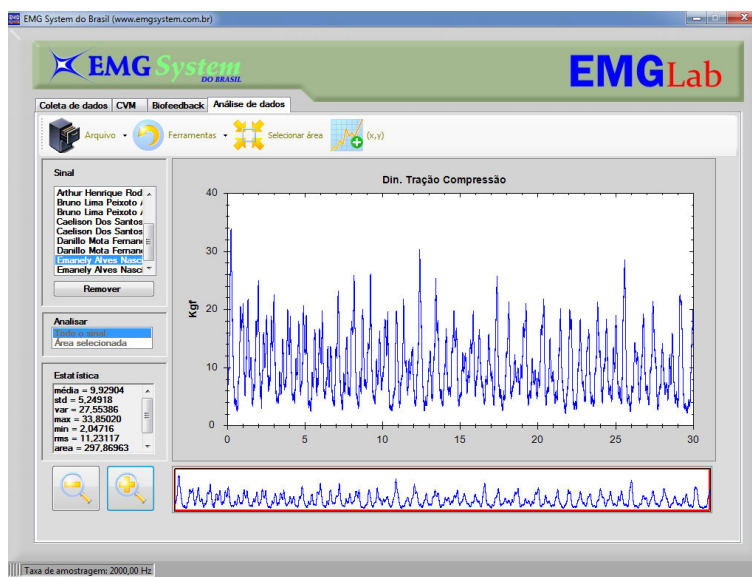 EMG System do Brasil (www.emgsystem.com.br)
EMG System
DO BRASIL
EMGLab
Coleta de dados CVM Biofeedback Análise de dados
Arquivo Ferramentas Selecionar área (x,y)
Sinal
Arthur Henrique Rod
Bruno Lima Peixoto
Bruno Lima Peixoto
Caelison Dos Santos
Caelison Dos Santos
Danillo Mota Fernan
Danillo Mota Fernan
Emanely Alves Nasc
Emanely Alves Nasc
Remover
Analisar
Todo o sinal
Área selecionada
Estatística
média = 9,92904
std = 5,24918
var = 27,55386
max = 33,85020
min = 2,04716
rms = 11,23117
area = 297,86963
Din. Tração Compressão
Kgf
40
30
20
10
0
0 5 10 15 20 25 30
Taxa de amostragem: 2000,00 Hz